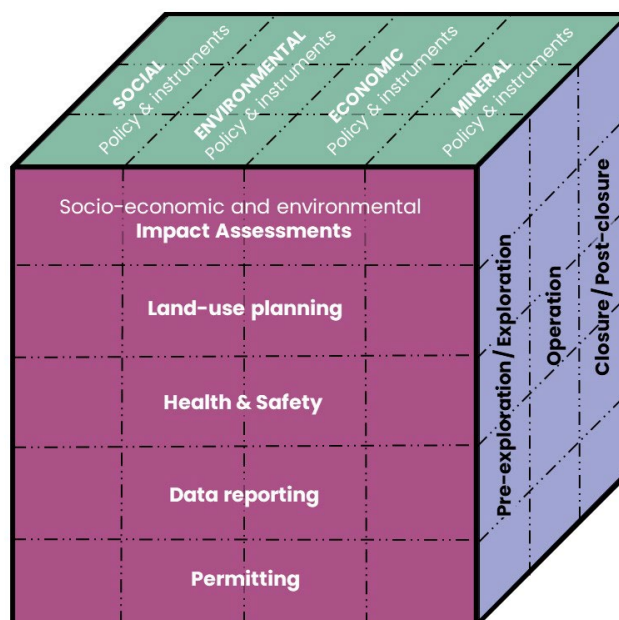 SOCIAL
Policy & instruments
ENVIRONMENTAL
Policy & instruments
ECONOMIC
Policy & instruments
MINERAL
Policy & instruments
Socio-economic and environmental
Impact Assessments
Land-use planning
Health & Safety
Data reporting
Permitting
Pre-exploration/Exploration
Operation
Closure/Post-closure